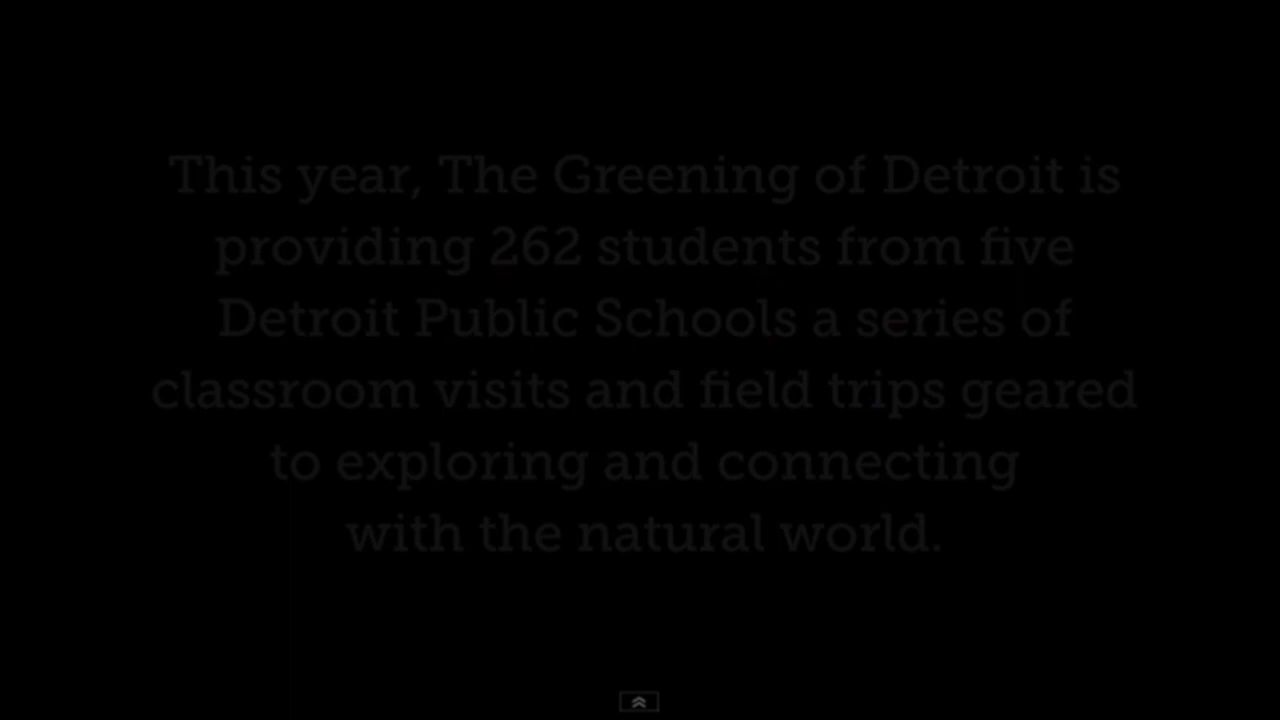 This year, The Greening of Detroit is
providing 262 students from five
Detroit Public Schools a series of
classroom visits and field trips geared
to exploring and connecting
with the natural world.